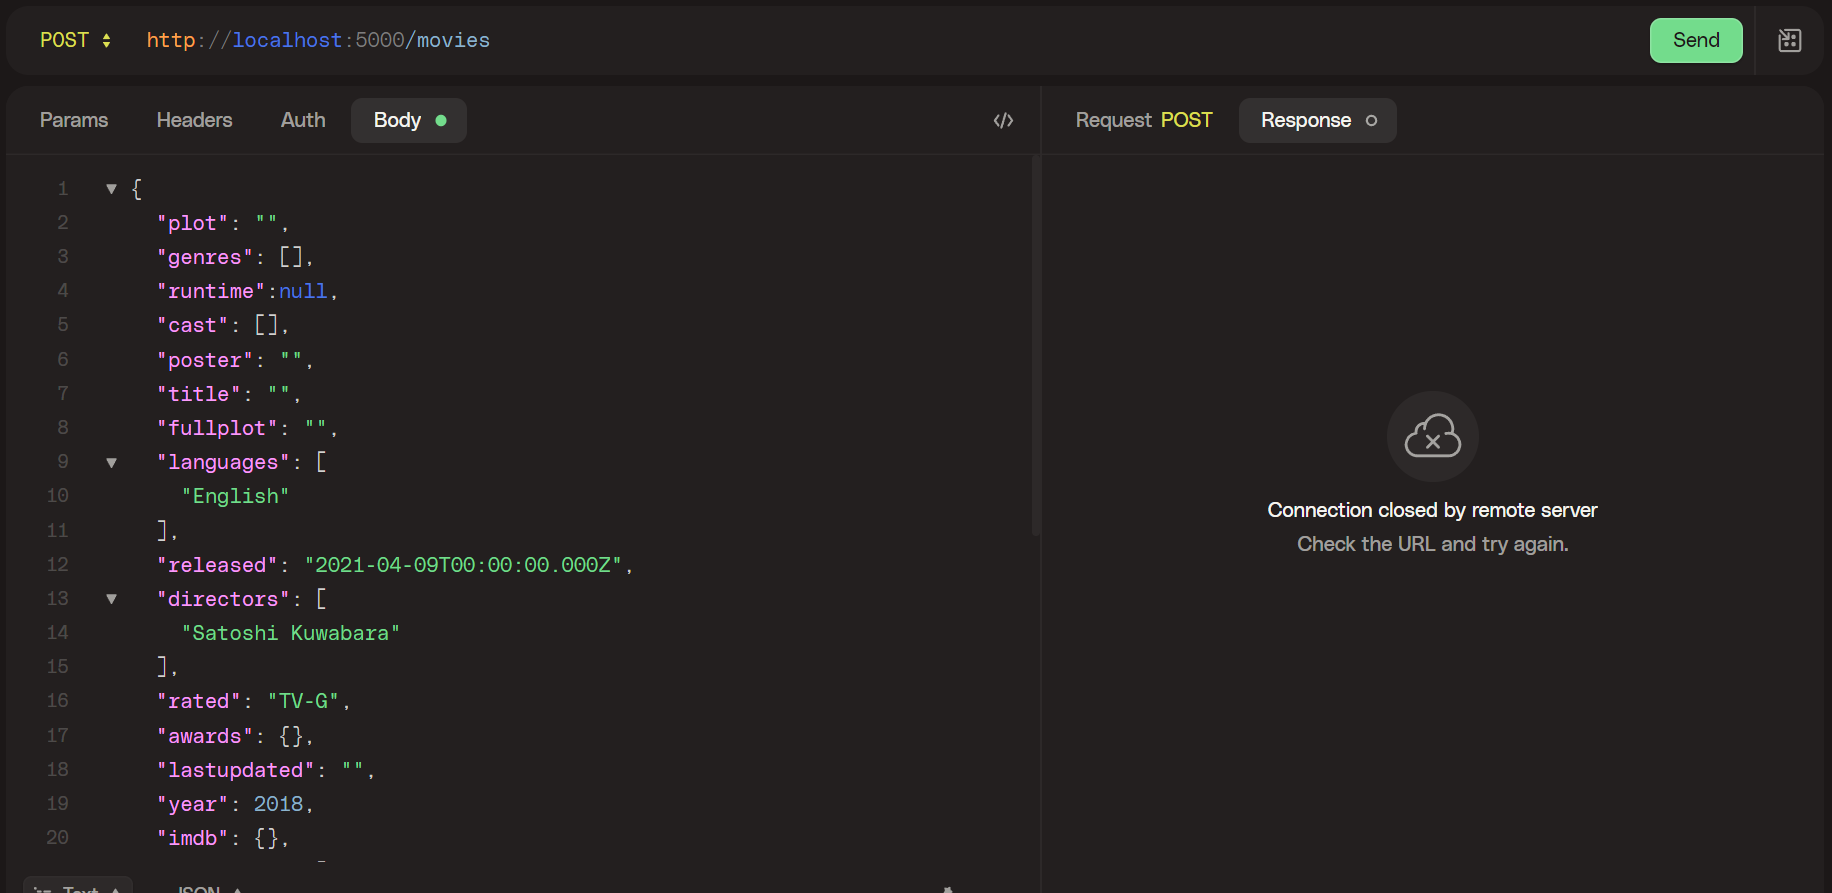 POST http://localhost:5000/movies Send
Params Headers Auth Body
Request POST Response
1 {
2 "plot": "",
3 "genres": [],
4 "runtime":null,
5 "cast": [],
6 "poster": "",
7 "title": "",
8 "fullplot": "",
9 "languages": [
10 "English"
11 ],
12 "released": "2021-04-09T00:00:00.000Z",
13 "directors": [
14 "Satoshi Kuwabara"
15 ],
16 "rated": "TV-G",
17 "awards": {},
18 "lastupdated": "",
19 "year": 2018,
20 "imdb": {},
Text JSON
Connection closed by remote server
Check the URL and try again.